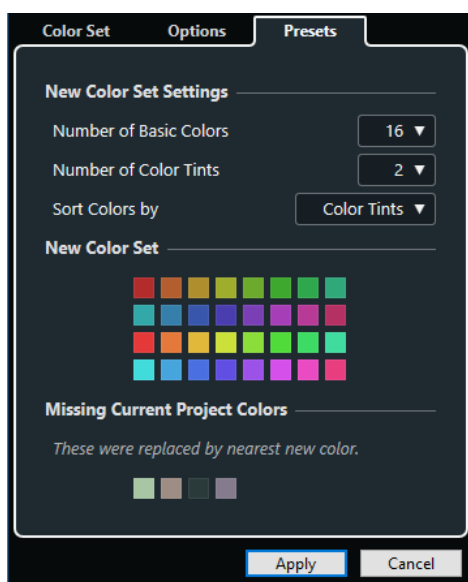 Color Set Options Presets
New Color Set Settings
Number of Basic Colors 16
Number of Color Tints 2
Sort Colors by Color Tints
New Color Set
Missing Current Project Colors
These were replaced by nearest new color.
Apply Cancel